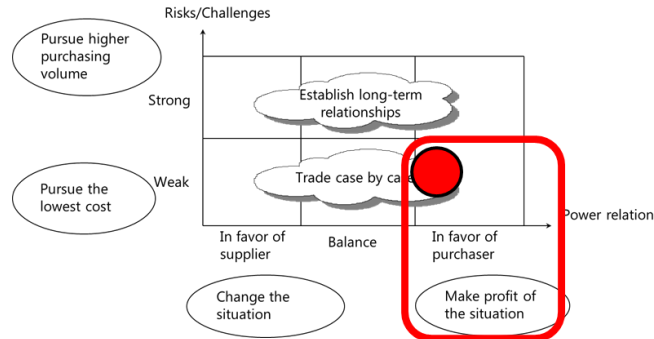 Risks/Challenges
Pursue higher
purchasing
volume
Strong
Establish long-term
relationships
Pursue the
lowest cost
Weak
Trade case by case
Power relation
In favor of
supplier
Balance
In favor of
purchaser
Change the
situation
Make profit of
the situation